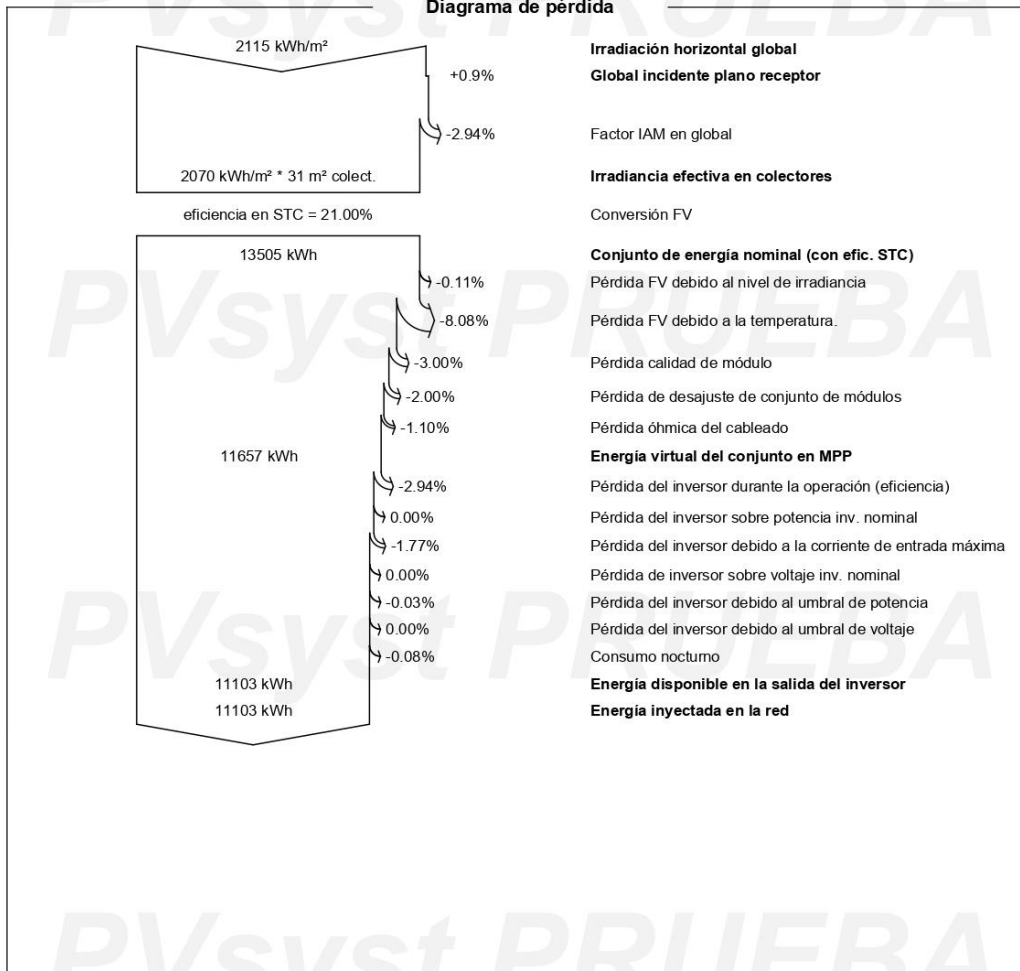 Diagrama de pérdida
2115 kWh/m² Irradiación horizontal global
+0.9% Global incidente plano receptor
-2.94% Factor IAM en global
2070 kWh/m² * 31 m² colect. Irradiancia efectiva en colectores
eficiencia en STC = 21.00% Conversión FV
13505 kWh Conjunto de energía nominal (con efic. STC)
-0.11% Pérdida FV debido al nivel de irradiancia
-8.08% Pérdida FV debido a la temperatura.
-3.00% Pérdida calidad de módulo
-2.00% Pérdida de desajuste de conjunto de módulos
-1.10% Pérdida óhmica del cableado
11657 kWh Energía virtual del conjunto en MPP
-2.94% Pérdida del inversor durante la operación (eficiencia)
0.00% Pérdida del inversor sobre potencia inv. nominal
-1.77% Pérdida del inversor debido a la corriente de entrada máxima
0.00% Pérdida de inversor sobre voltaje inv. nominal
-0.03% Pérdida del inversor debido al umbral de potencia
0.00% Pérdida del inversor debido al umbral de voltaje
-0.08% Consumo nocturno
11103 kWh Energía disponible en la salida del inversor
11103 kWh Energía inyectada en la red
PVsyst PRUEBA
PVsyst PRUEBA
PVsyst PRUEBA
PVsyst PRUEBA